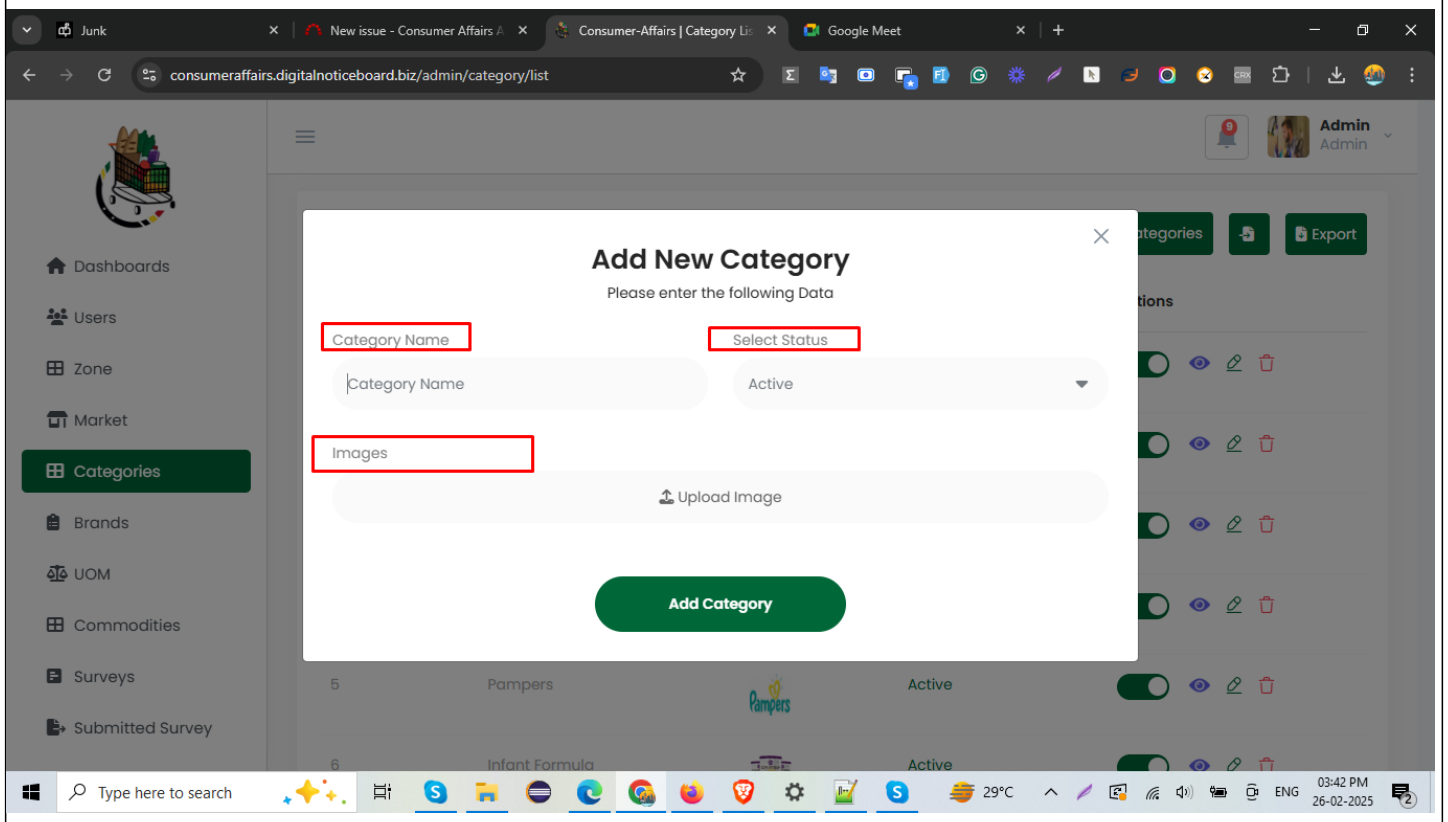 Junk
New issue - Consumer Affairs A
Consumer-Affairs | Category Lis
Google Meet
consumeraffairs.digitalnoticeboard.biz/admin/category/list
9
Admin
Admin
Dashboards
Users
Zone
Market
Categories
Brands
UOM
Commodities
Surveys
Submitted Survey
ategories
Export
tions
Add New Category
Please enter the following Data
Category Name
Select Status
Category Name
Active
Images
Upload Image
Add Category
5
Pampers
Pampers
Active
6
Infant Formula
Active
Type here to search
29°C
ENG
03:42 PM
26-02-2025
2